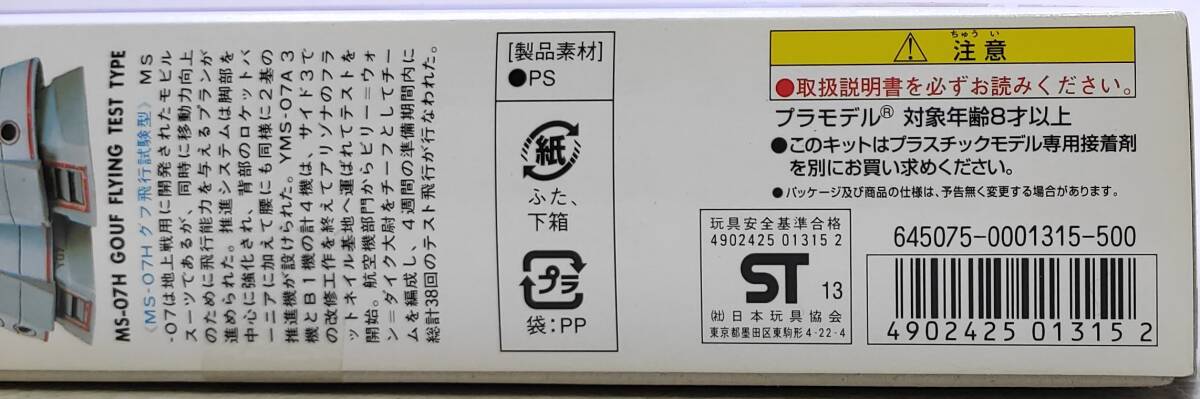 MS-07H GOUF FLYING TEST TYPE
《MS-07Hグフ飛行試験型》 MS
-07は地上戦用に開発されたモビル
スーツであるが、同時に移動力向上
のために飛行能力を与えるプランが
進められた。推進システムは脚部を
中心に強化され、背部のロケットバ
ーニアに加えて腰にも同様に2基の
推進機が設けられた。YMS-07A3
機とB1機の計4機は、サイド3で
の改修工作を終えてアリゾナのフラ
ットネイル基地へ運ばれてテストを
開始。航空機部門からビリー=ウォ
ン=ダイク大尉をチーフとしてチー
ムを編成し、4週間の準備期間内に
総計38回のテスト飛行が行なわれた。
[製品素材]
●PS
紙
ふた、
下箱
プラ
袋:PP
ちゅう い
注意
●取扱説明書を必ずお読みください。
プラモデル® 対象年齢8才以上
●このキットはプラスチックモデル専用接着剤
を別にお買い求めください。
●パッケージ及び商品の仕様は、予告無く変更する場合があります。
玩具安全基準合格
4902425 01315 2
ST 13
(社)日本玩具協会
東京都墨田区東駒形4-22-4
645075-0001315-500
4902425 013152